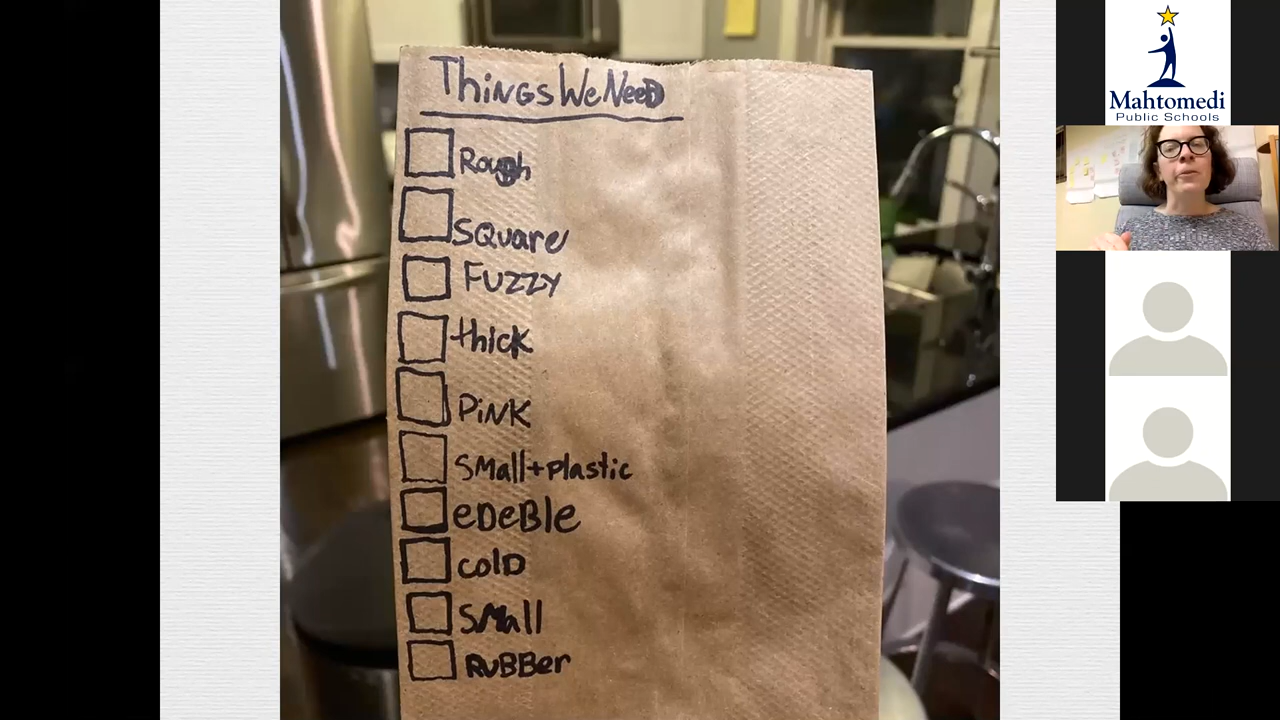 Things We Need
Rough
Square
Fuzzy
thick
Pink
Small+plastic
eDeBle
colD
Small
RuBBer
Mahtomedi
Public Schools